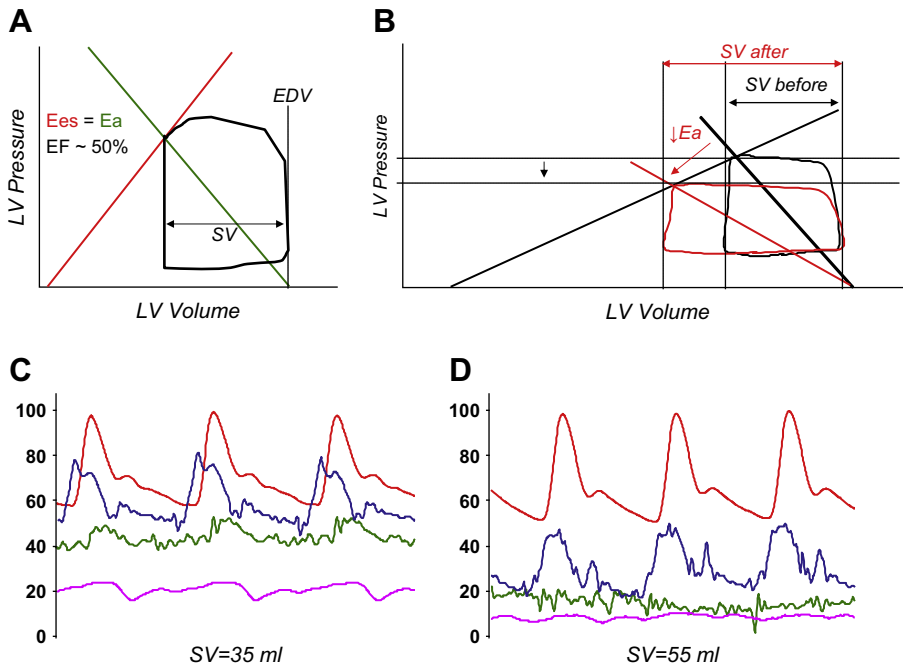 A
LV Pressure
Ees = Ea
EF ~ 50%
EDV
SV
LV Volume
B
LV Pressure
SV after
SV before
↓Ea
LV Volume
C
100
80
60
40
20
0
SV=35 ml
D
100
80
60
40
20
0
SV=55 ml